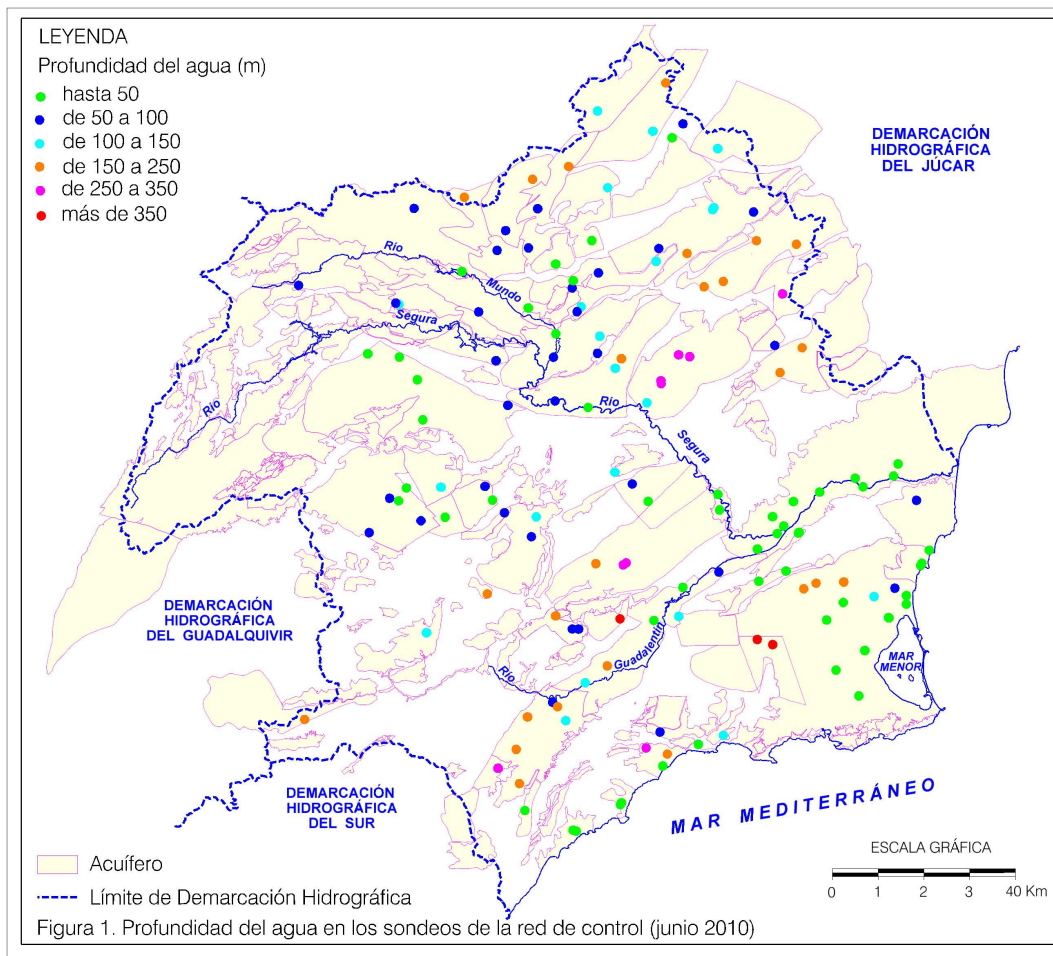 LEYENDA
Profundidad del agua (m)
hasta 50
de 50 a 100
de 100 a 150
de 150 a 250
de 250 a 350
más de 350
DEMARCACIÓN
HIDROGRÁFICA
DEL JÚCAR
Río
Mundo
Segura
Río
Río
Segura
DEMARCACIÓN
HIDROGRÁFICA
DEL GUADALQUIVIR
Guadalentín
Río
MAR
MENOR
DEMARCACIÓN
HIDROGRÁFICA
DEL SUR
MAR MEDITERRÁNEO
Acuífero
Límite de Demarcación Hidrográfica
ESCALA GRÁFICA
0 1 2 3 40 Km
Figura 1. Profundidad del agua en los sondeos de la red de control (junio 2010)